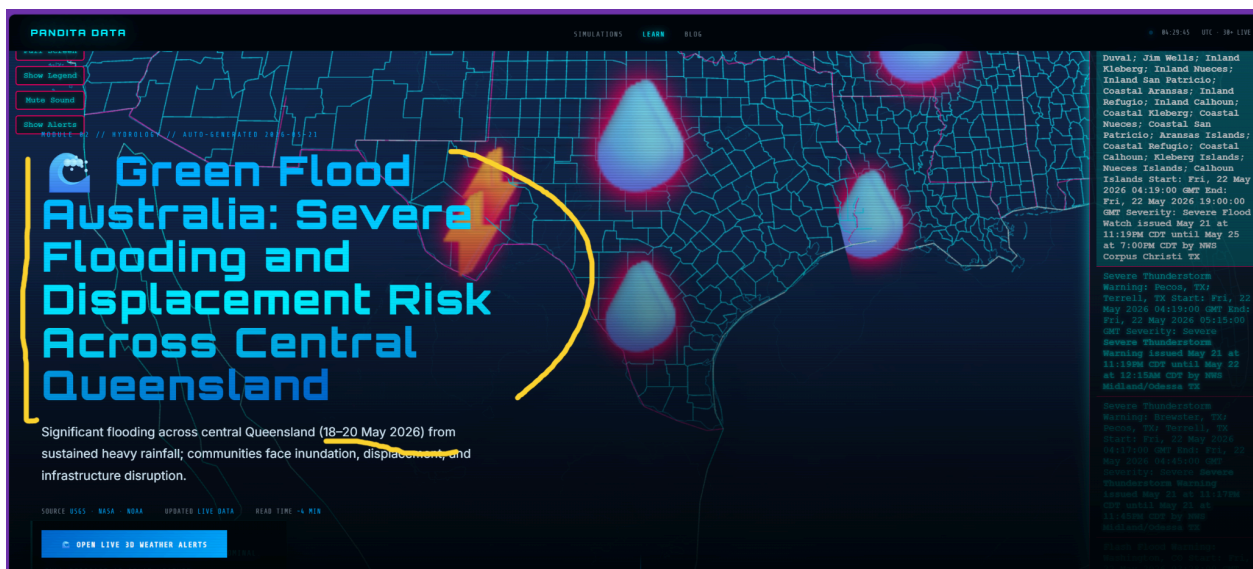 PANDITA DATA
SIMULATIONS LEARN BLOG
04:29:45 UTC · 30+ LIVE
Full Screen
Show Legend
Mute Sound
Show Alerts
MODULE 02 // HYDROLOGY // AUTO-GENERATED 2026-05-21
Green Flood
Australia: Severe
Flooding and
Displacement Risk
Across Central
Queensland
Significant flooding across central Queensland (18–20 May 2026) from
sustained heavy rainfall; communities face inundation, displacement, and
infrastructure disruption.
SOURCE USGS · NASA · NOAA UPDATED LIVE DATA READ TIME ~4 MIN
OPEN LIVE 3D WEATHER ALERTS
Duval; Jim Wells; Inland
Kleberg; Inland Nueces;
Inland San Patricio;
Coastal Aransas; Inland
Refugio; Inland Calhoun;
Coastal Kleberg; Coastal
Nueces; Coastal San
Patricio; Aransas Islands;
Coastal Refugio; Coastal
Calhoun; Kleberg Islands;
Nueces Islands; Calhoun
Islands Start: Fri, 22 May
2026 04:19:00 GMT End:
Fri, 22 May 2026 19:00:00
GMT Severity: Severe Flood
Watch issued May 21 at
11:19PM CDT until May 25
at 7:00PM CDT by NWS
Corpus Christi TX
Severe Thunderstorm
Warning: Pecos, TX;
Terrell, TX Start: Fri, 22
May 2026 04:19:00 GMT End:
Fri, 22 May 2026 05:15:00
GMT Severity: Severe
Severe Thunderstorm
Warning issued May 21 at
11:19PM CDT until May 22
at 12:15AM CDT by NWS
Midland/Odessa TX
Severe Thunderstorm
Warning: Brewster, TX;
Pecos, TX; Terrell, TX
Start: Fri, 22 May 2026
04:17:00 GMT End: Fri, 22
May 2026 04:45:00 GMT
Severity: Severe Severe
Thunderstorm Warning
issued May 21 at 11:17PM
CDT until May 21 at
11:45PM CDT by NWS
Midland/Odessa TX
Flash Flood Warning: